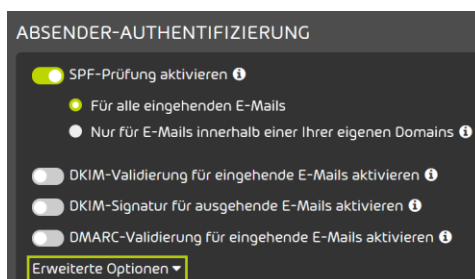 ABSENDER-AUTHENTIFIZIERUNG
SPF-Prüfung aktivieren
Für alle eingehenden E-Mails
Nur für E-Mails innerhalb einer Ihrer eigenen Domains
DKIM-Validierung für eingehende E-Mails aktivieren
DKIM-Signatur für ausgehende E-Mails aktivieren
DMARC-Validierung für eingehende E-Mails aktivieren
Erweiterte Optionen